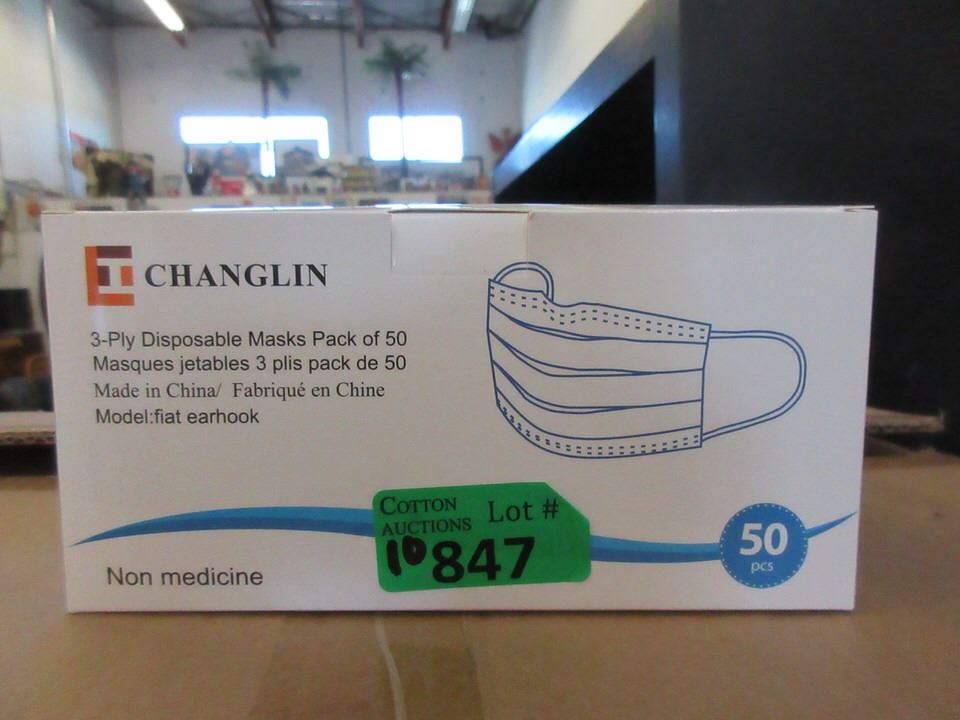 CHANGLIN
3-Ply Disposable Masks Pack of 50
Masques jetables 3 plis pack de 50
Made in China/ Fabriqué en Chine
Model:fiat earhook
COTTON
AUCTIONS
Lot #
10847
Non medicine
50
pcs